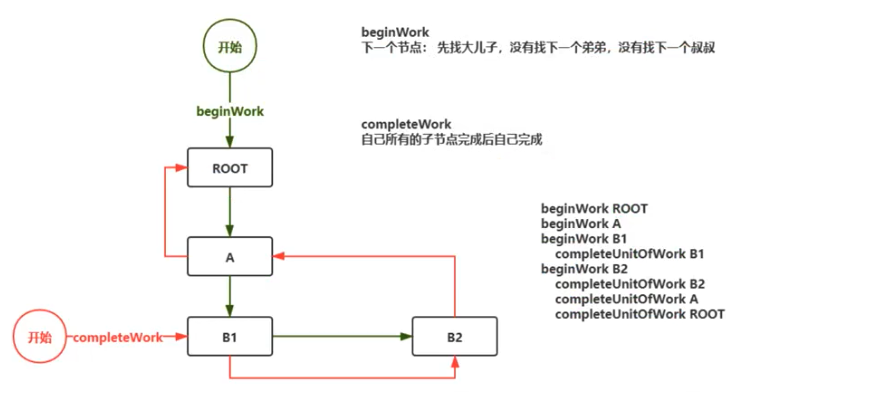 开始
beginWork
下一个节点： 先找大儿子，没有找下一个弟弟，没有找下一个叔叔
beginWork
completeWork
自己所有的子节点完成后自己完成
ROOT
beginWork ROOT
beginWork A
beginWork B1
completeUnitOfWork B1
beginWork B2
completeUnitOfWork B2
completeUnitOfWork A
completeUnitOfWork ROOT
A
开始
completeWork
B1
B2